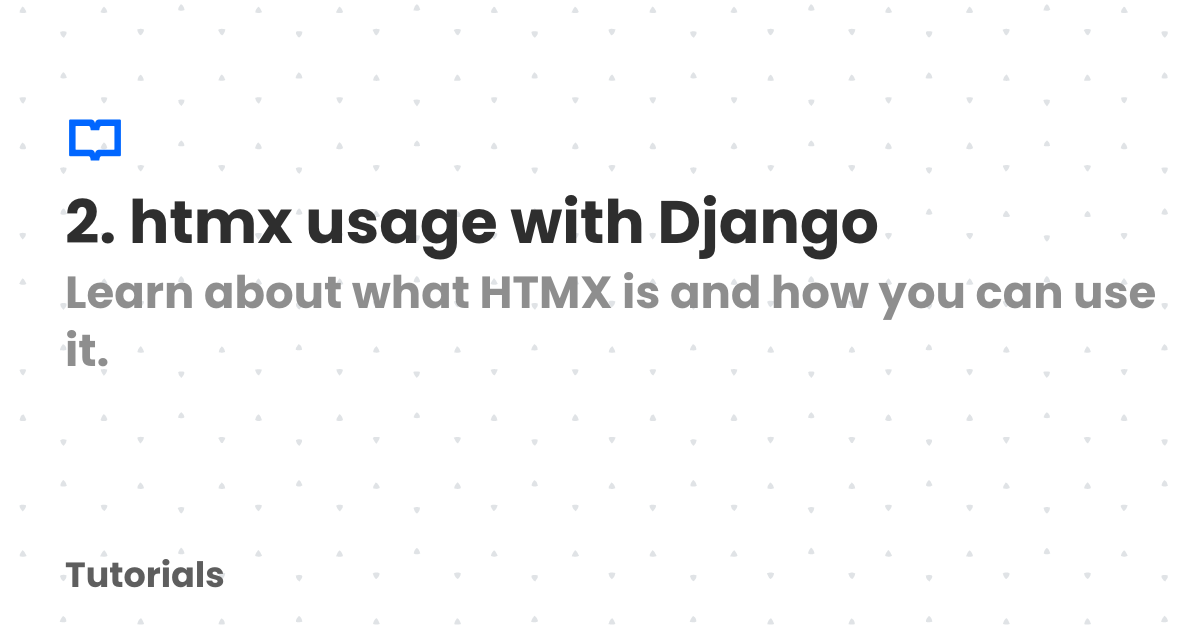 2. htmx usage with Django
Learn about what HTMX is and how you can use
it.
Tutorials